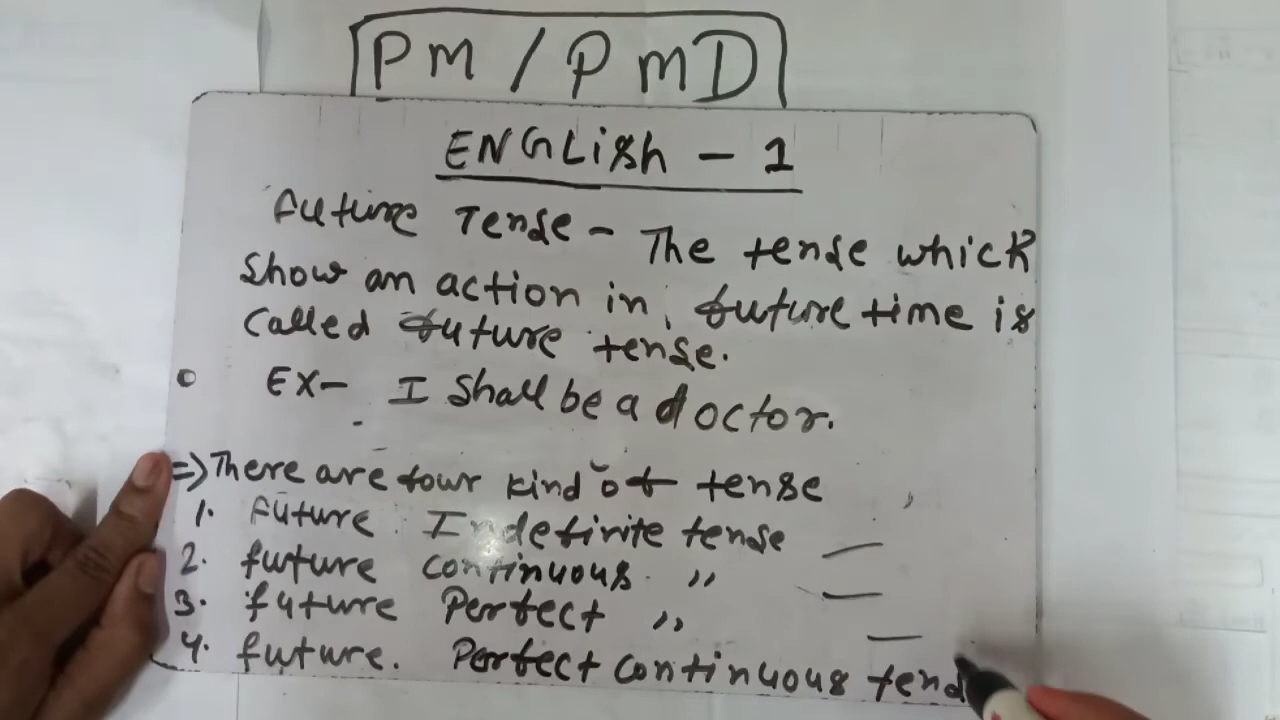 PM / PMD
ENGLish - 1
Future Tense - The tense which
show an action in future time is
called future tense.
Ex- I shall be a doctor.
=> There are four kind of tense
1. Future Indefinite tense —
2. future continuous ,, —
3. future Perfect ,, —
4. future. Perfect continuous tens